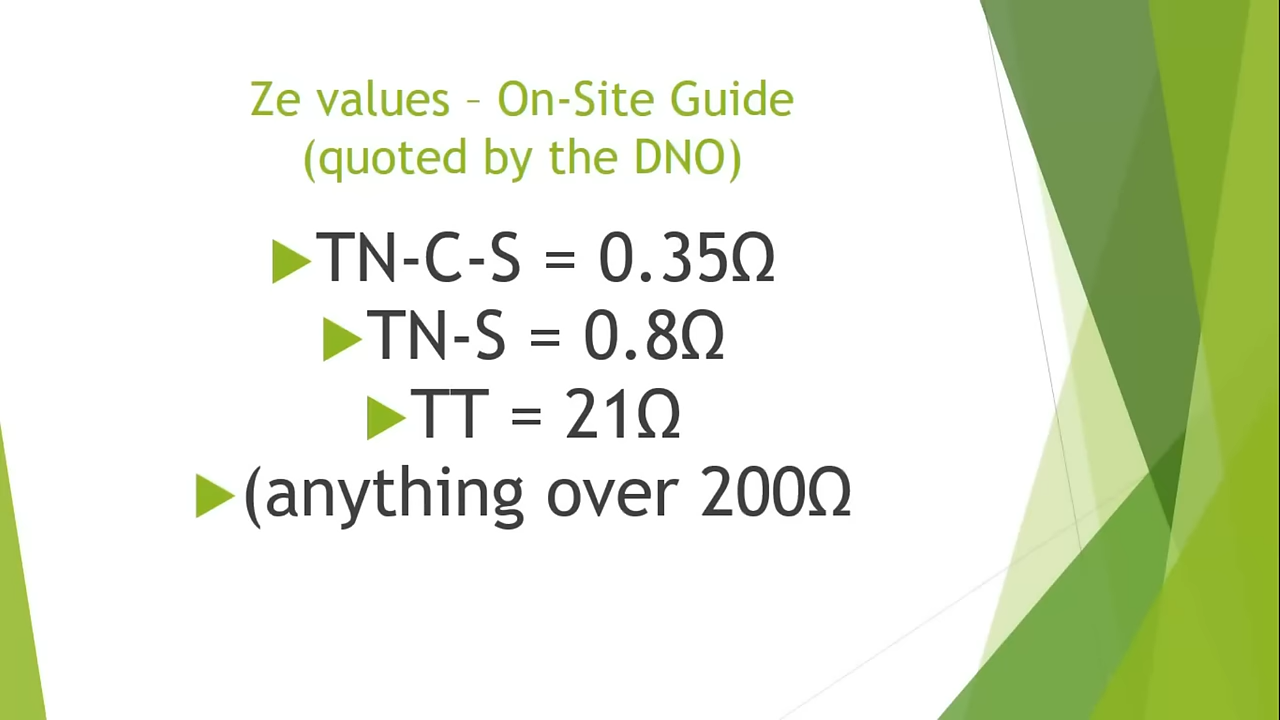 Ze values – On-Site Guide
(quoted by the DNO)
TN-C-S = 0.35Ω
TN-S = 0.8Ω
TT = 21Ω
(anything over 200Ω